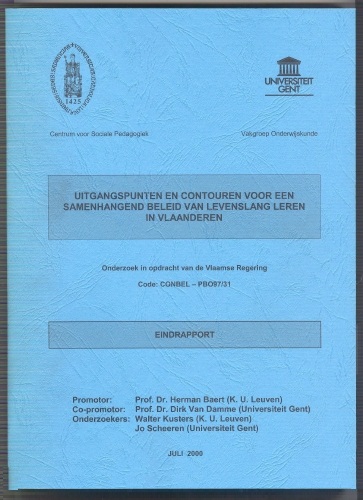 1425
UNIVERSITEIT
GENT
Centrum voor Sociale Pedagogiek
Vakgroep Onderwijskunde
UITGANGSPUNTEN EN CONTOUREN VOOR EEN
SAMENHANGEND BELEID VAN LEVENSLANG LEREN
IN VLAANDEREN
Onderzoek in opdracht van de Vlaamse Regering
Code: CGNBEL – PBO97/31
EINDRAPPORT
Promotor: Prof. Dr. Herman Baert (K. U. Leuven)
Co-promotor: Prof. Dr. Dirk Van Damme (Universiteit Gent)
Onderzoekers: Walter Kusters (K. U. Leuven)
Jo Scheeren (Universiteit Gent)
JULI 2000